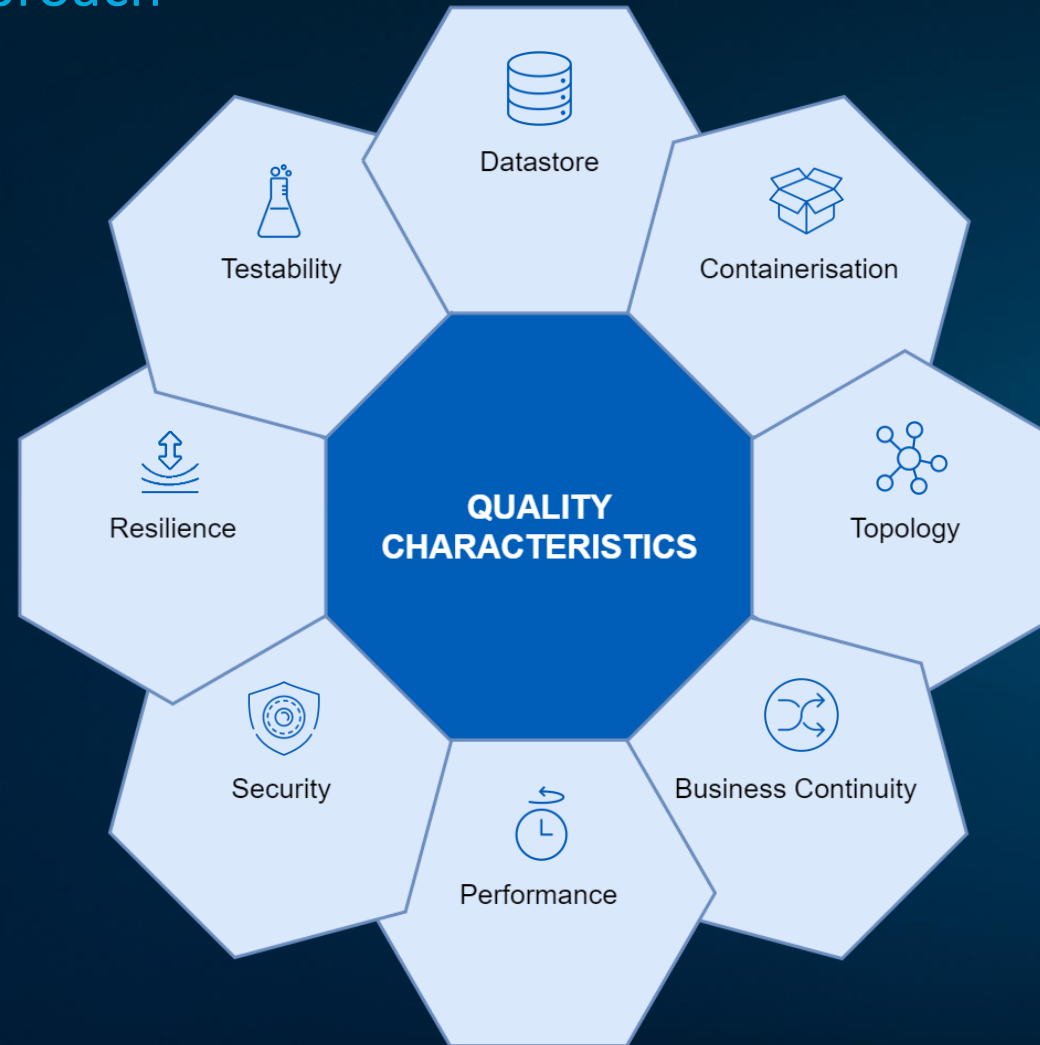 Datastore
Containerisation
Testability
Topology
Resilience
QUALITY
CHARACTERISTICS
Business Continuity
Security
Performance